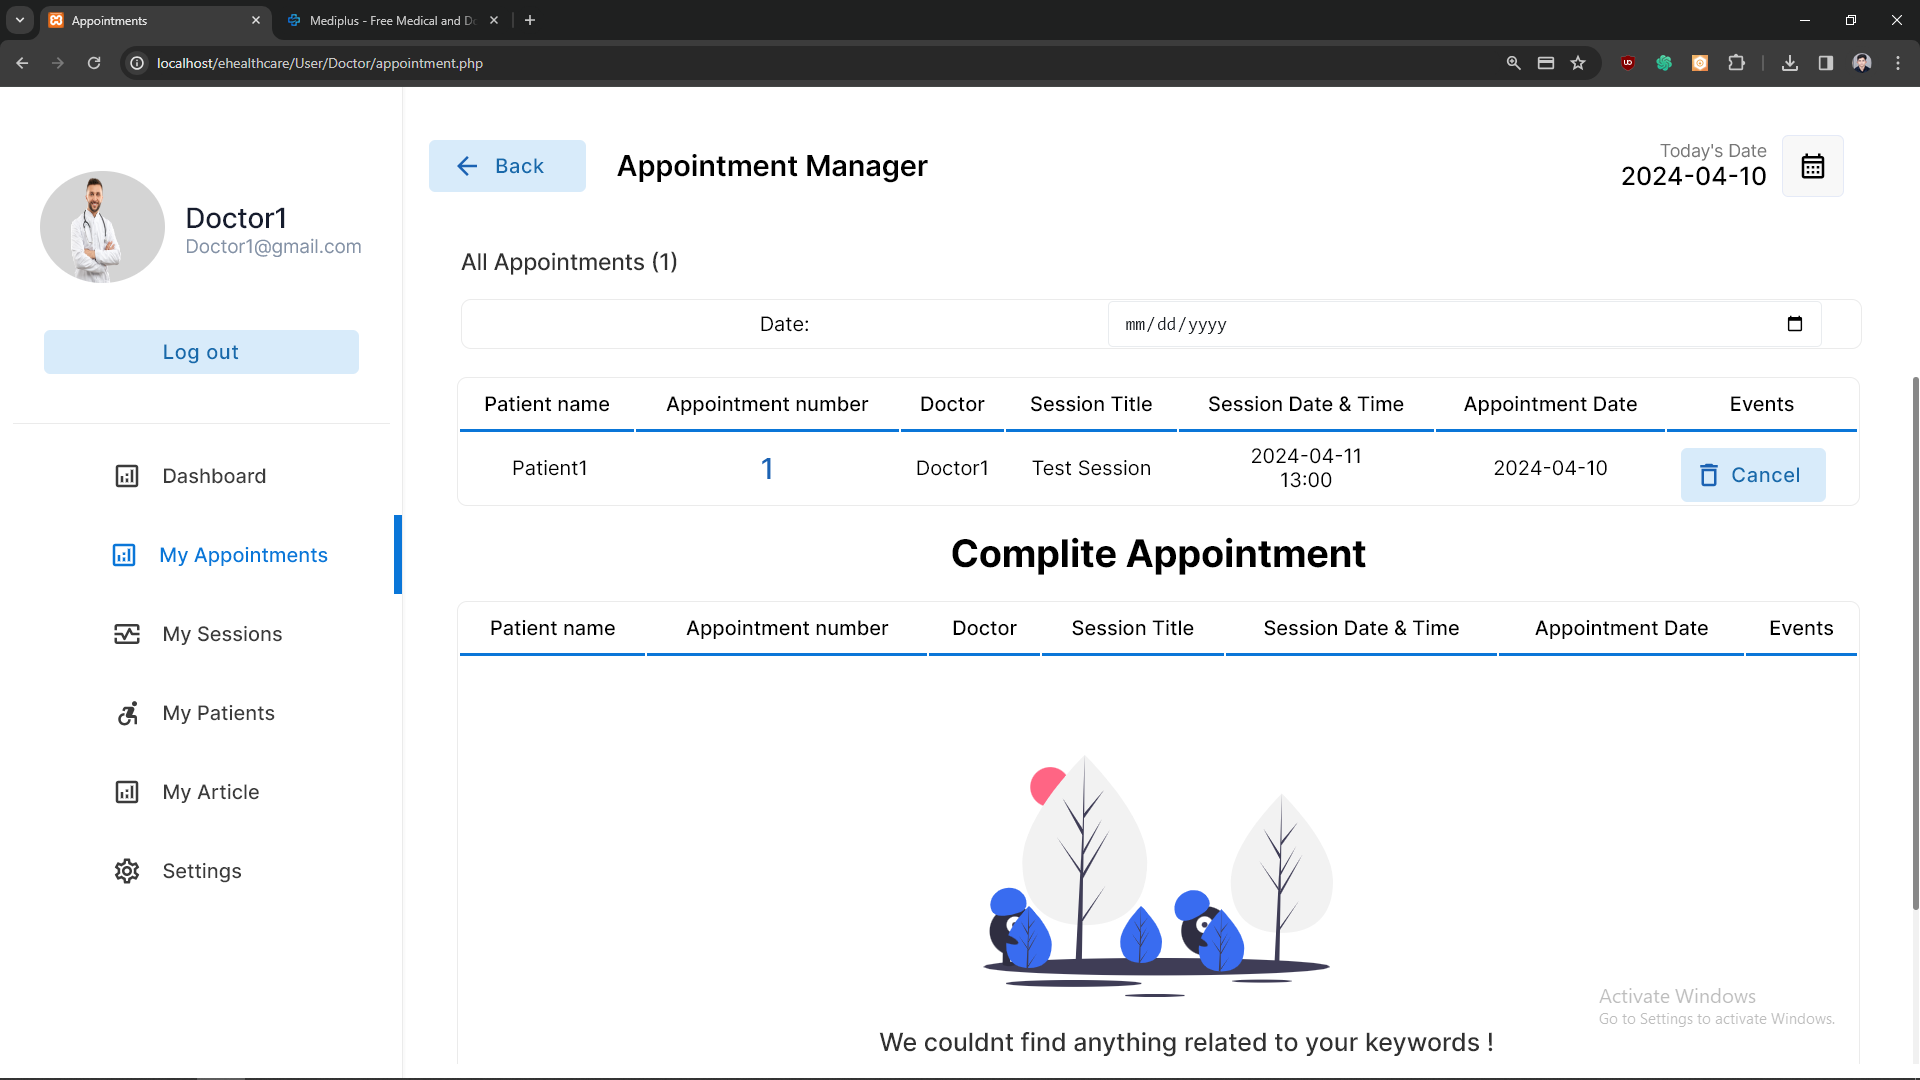 Appointments
Mediplus - Free Medical and Do
localhost/ehealthcare/User/Doctor/appointment.php
Doctor1
Doctor1@gmail.com
Log out
Dashboard
My Appointments
My Sessions
My Patients
My Article
Settings
Back
Appointment Manager
Today's Date
2024-04-10
All Appointments (1)
Date:
mm/dd/yyyy
Patient name Appointment number Doctor Session Title Session Date & Time Appointment Date Events
Patient1 1 Doctor1 Test Session 2024-04-11 13:00 2024-04-10 Cancel
Complite Appointment
Patient name Appointment number Doctor Session Title Session Date & Time Appointment Date Events
We couldnt find anything related to your keywords !
Activate Windows
Go to Settings to activate Windows.